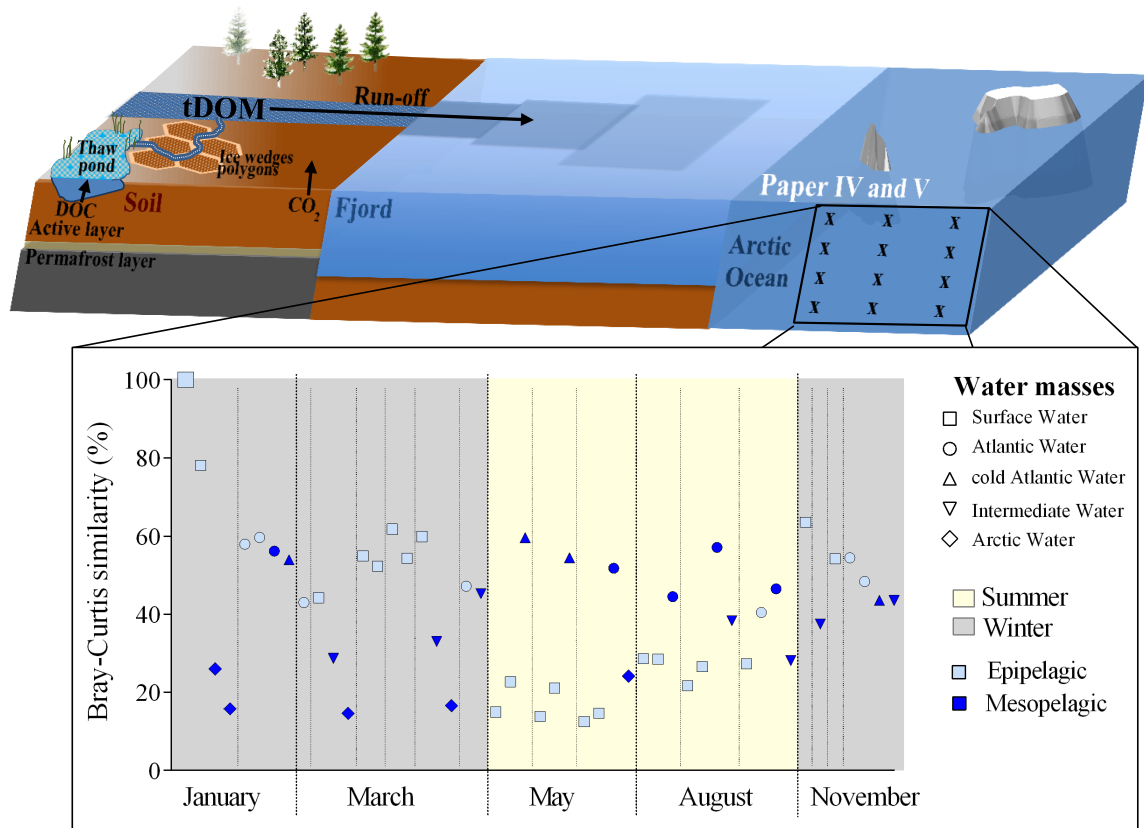 tDOM
Run-off
Thaw
pond
Ice wedges
polygons
DOC
Soil
CO2
Active layer
Permafrost layer
Fjord
Paper IV and V
Arctic
Ocean
x x x
x x x
x x x
x x x
Bray-Curtis similarity (%)
100
80
60
40
20
0
January March May August November
Water masses
Surface Water
Atlantic Water
cold Atlantic Water
Intermediate Water
Arctic Water
Summer
Winter
Epipelagic
Mesopelagic